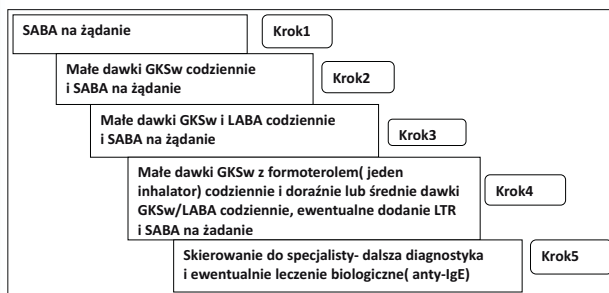 SABA na żądanie
Krok1
Małe dawki GKSw codziennie
i SABA na żądanie
Krok2
Małe dawki GKSw i LABA codziennie
i SABA na żądanie
Krok3
Małe dawki GKSw z formoterolem( jeden
inhalator) codziennie i doraźnie lub średnie dawki
GKSw/LABA codziennie, ewentualne dodanie LTR
i SABA na żadanie
Krok4
Skierowanie do specjalisty- dalsza diagnostyka
i ewentualnie leczenie biologiczne( anty-IgE)
Krok5